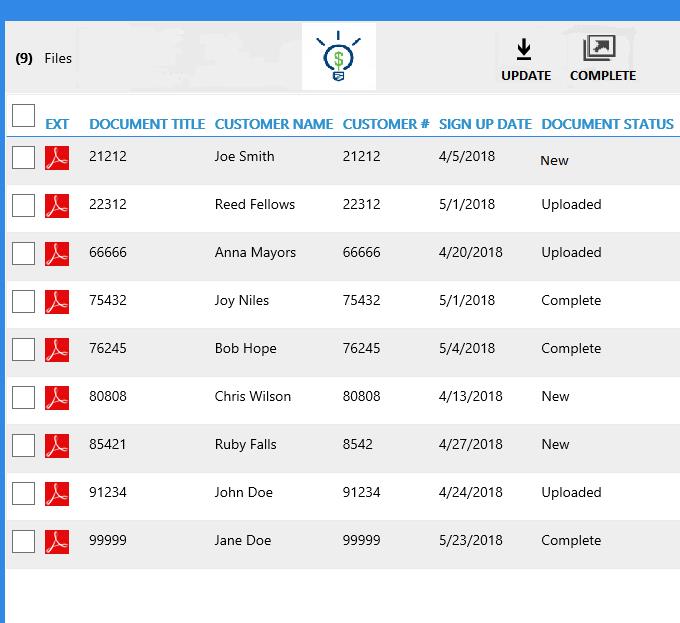 (9) Files
UPDATE COMPLETE
EXT DOCUMENT TITLE CUSTOMER NAME CUSTOMER # SIGN UP DATE DOCUMENT STATUS
21212 Joe Smith 21212 4/5/2018 New
22312 Reed Fellows 22312 5/1/2018 Uploaded
66666 Anna Mayors 66666 4/20/2018 Uploaded
75432 Joy Niles 75432 5/1/2018 Complete
76245 Bob Hope 76245 5/4/2018 Complete
80808 Chris Wilson 80808 4/13/2018 New
85421 Ruby Falls 8542 4/27/2018 New
91234 John Doe 91234 4/24/2018 Uploaded
99999 Jane Doe 99999 5/23/2018 Complete